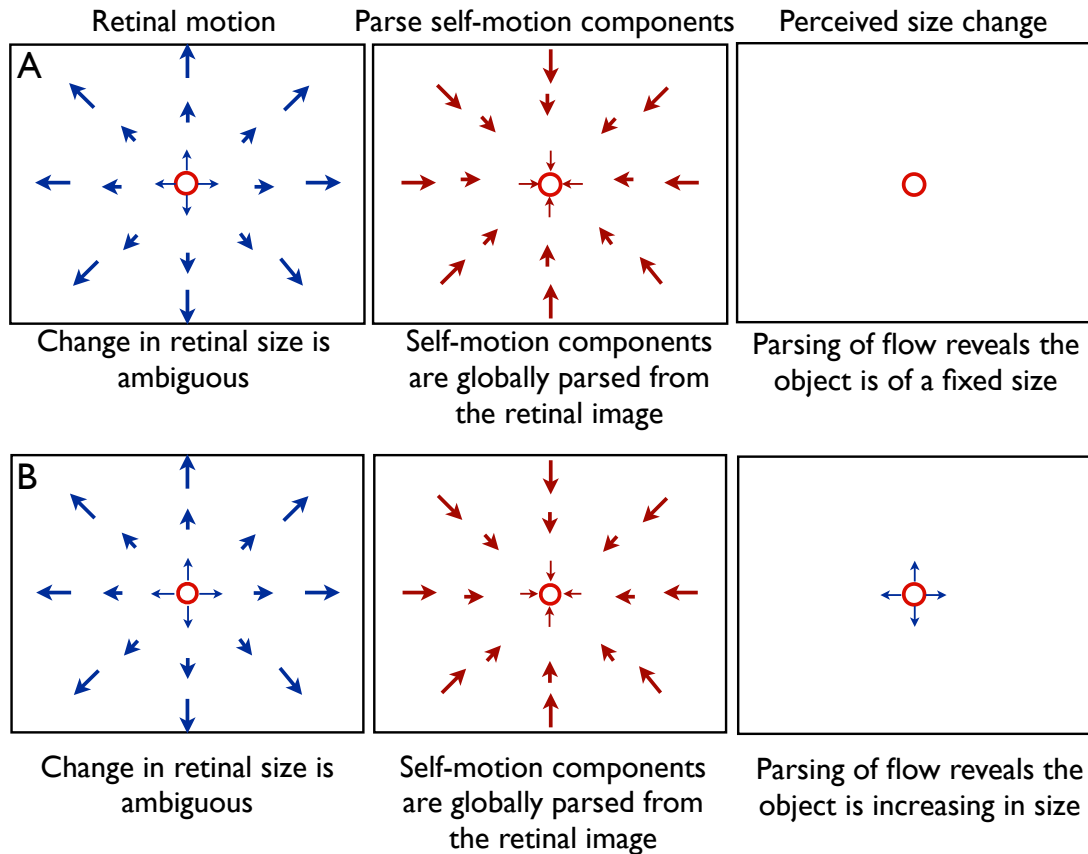 Retinal motion
Parse self-motion components
Perceived size change
A
Change in retinal size is
ambiguous
Self-motion components
are globally parsed from
the retinal image
Parsing of flow reveals the
object is of a fixed size
B
Change in retinal size is
ambiguous
Self-motion components
are globally parsed from
the retinal image
Parsing of flow reveals the
object is increasing in size